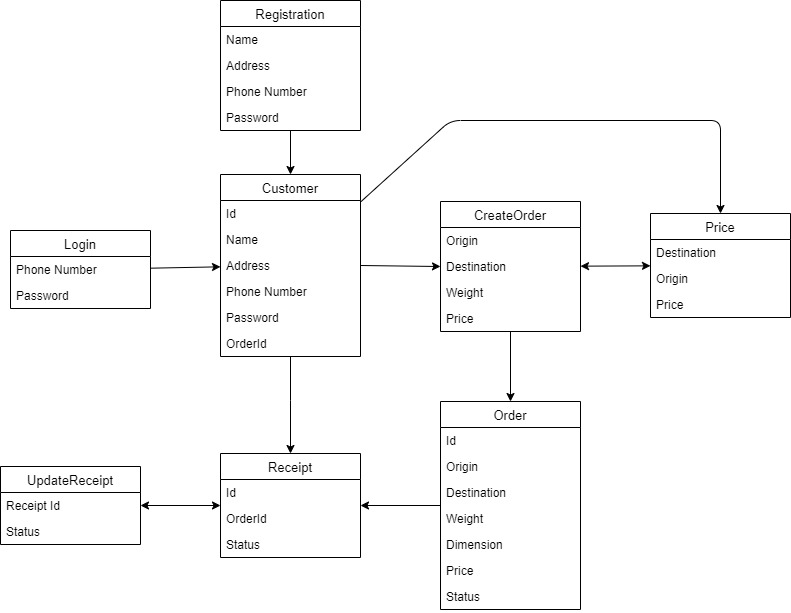 Registration
Name
Address
Phone Number
Password
Customer
Id
Name
Address
Phone Number
Password
OrderId
Login
Phone Number
Password
CreateOrder
Origin
Destination
Weight
Price
Price
Destination
Origin
Price
Order
Id
Origin
Destination
Weight
Dimension
Price
Status
Receipt
Id
OrderId
Status
UpdateReceipt
Receipt Id
Status